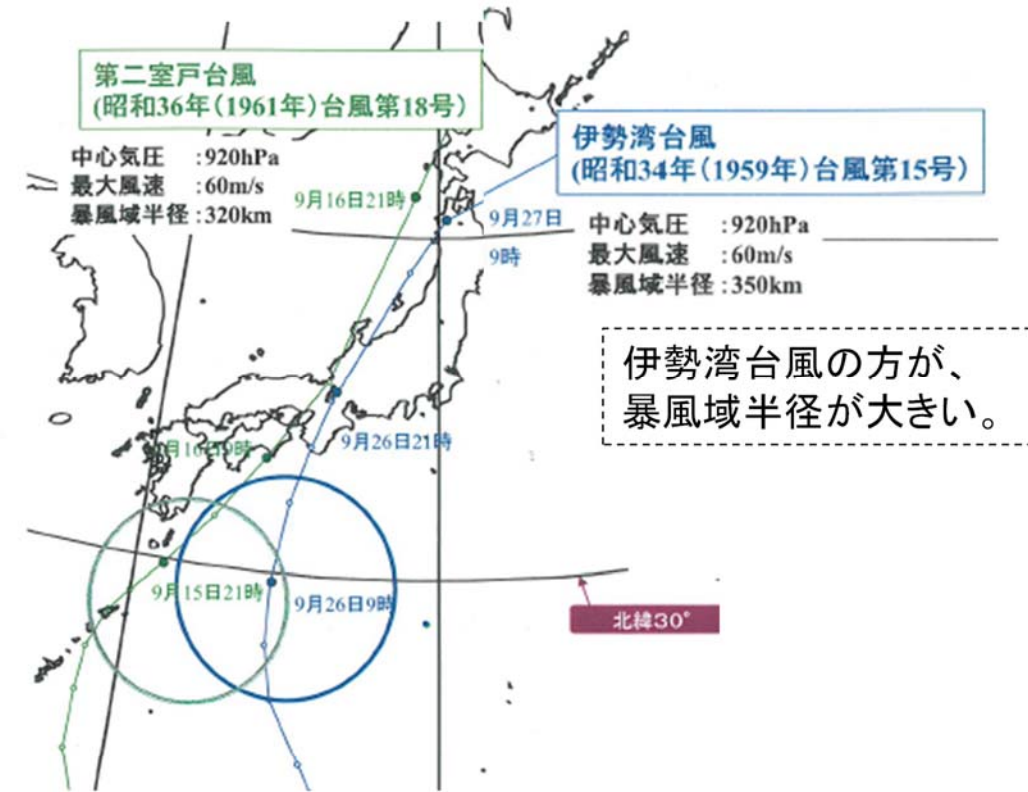 第二室戸台風
(昭和36年(1961年)台風第18号)
中心気圧 :920hPa
最大風速 :60m/s
暴風域半径 :320km
伊勢湾台風
(昭和34年(1959年)台風第15号)
中心気圧 :920hPa
最大風速 :60m/s
暴風域半径 :350km
9月16日21時
9月27日
9時
伊勢湾台風の方が、
暴風域半径が大きい。
9月26日21時
月16日9時
9月15日21時
9月26日9時
北緯30°